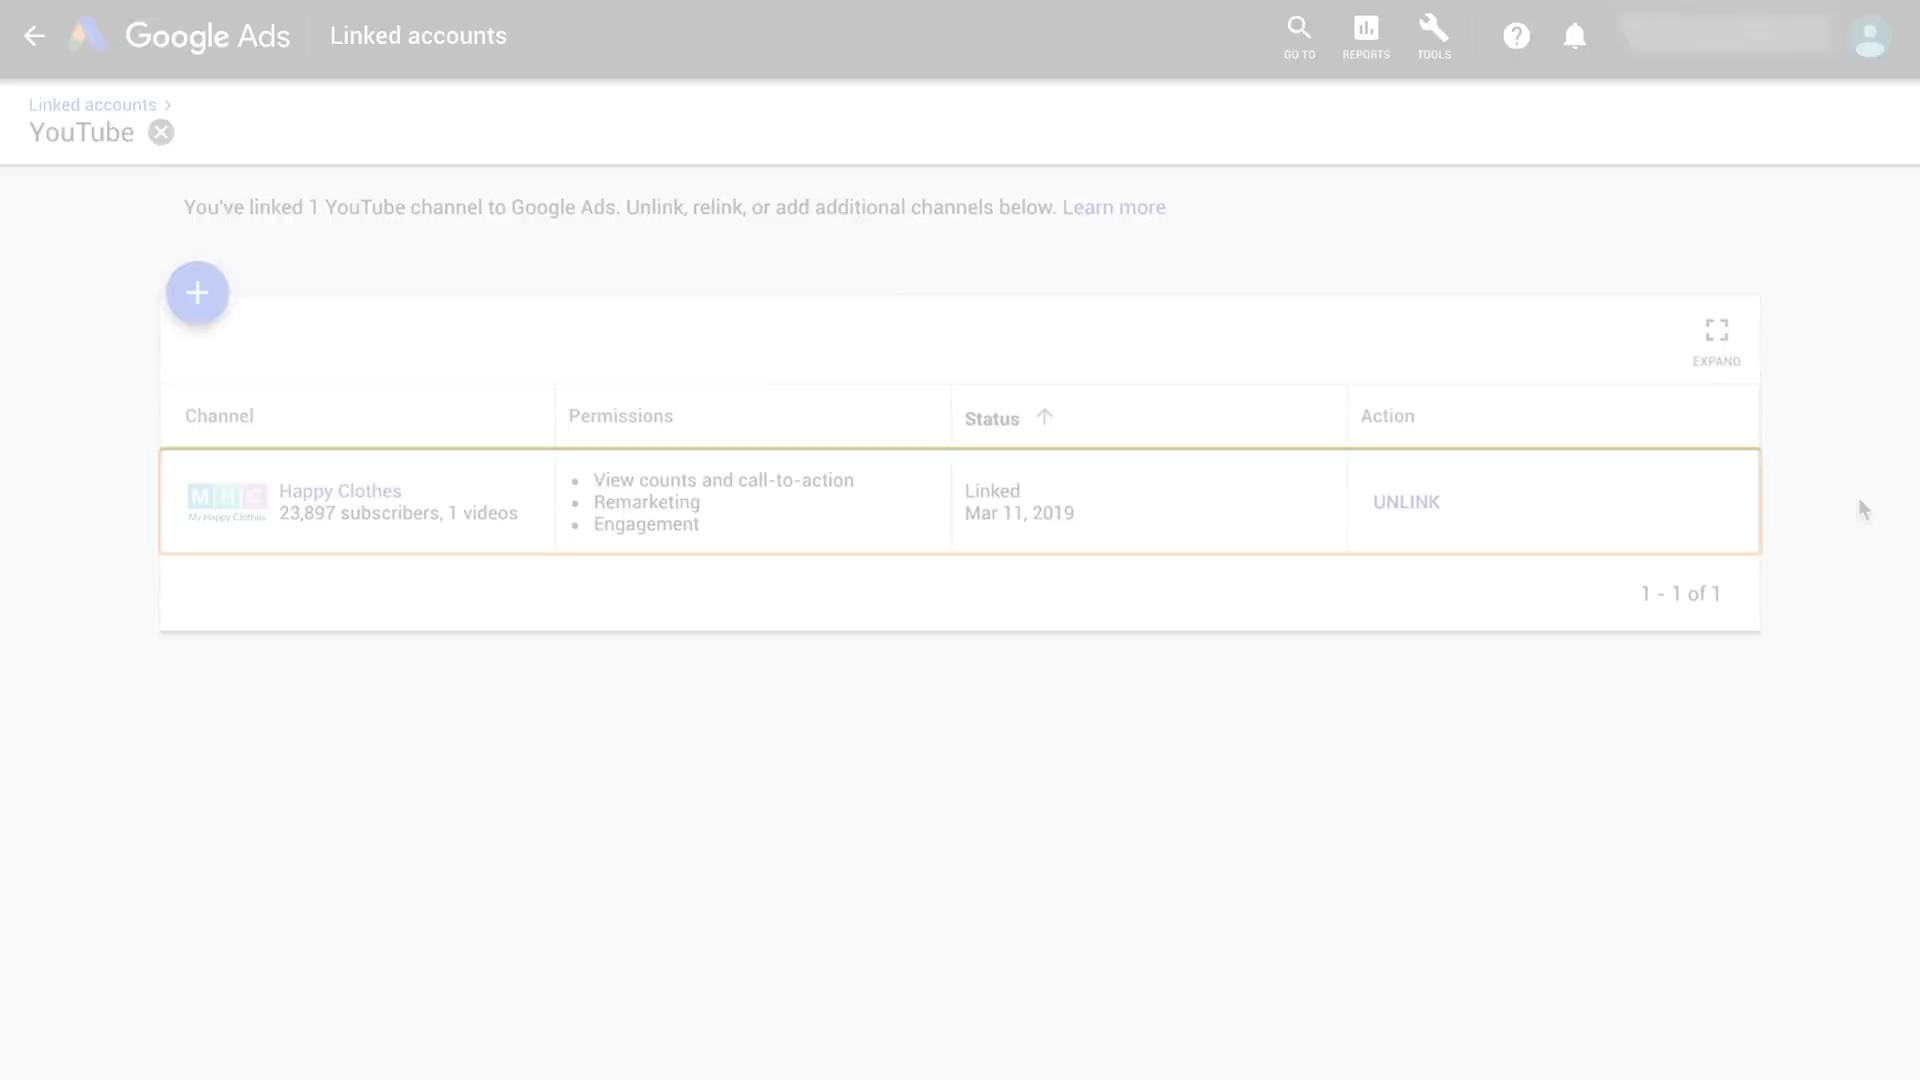 Google Ads
Linked accounts
GO TO
REPORTS
TOOLS
Linked accounts
YouTube
You've linked 1 YouTube channel to Google Ads. Unlink, relink, or add additional channels below. Learn more
EXPAND
Channel
Permissions
Status
Action
MHC
My Happy Clothes
Happy Clothes
23,897 subscribers, 1 videos
• View counts and call-to-action
• Remarketing
• Engagement
Linked
Mar 11, 2019
UNLINK
1 - 1 of 1